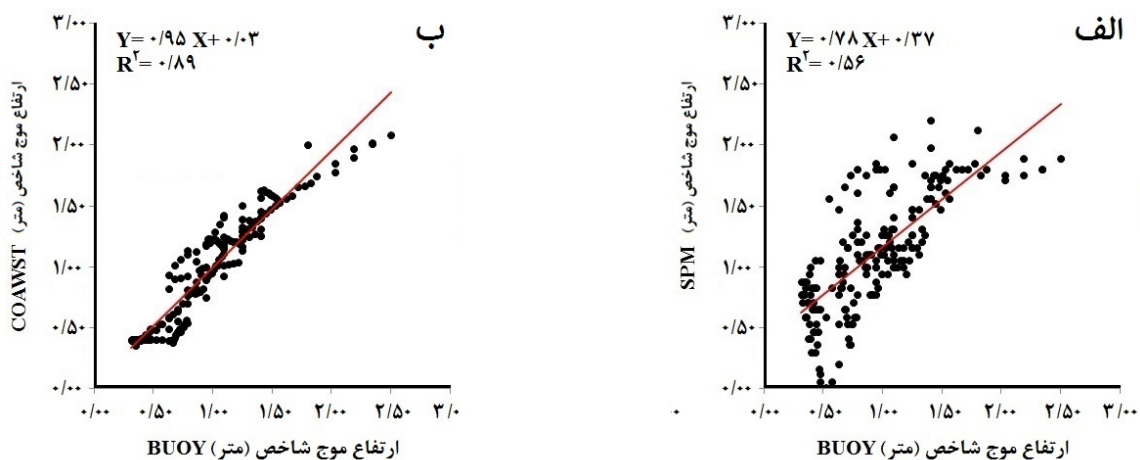 ب
Y= ۰/۹۵ X+ ۰/۰۳
R۲= ۰/۸۹
ارتفاع موج شاخص (متر)
COAWST
۳/۰۰
۲/۵۰
۲/۰۰
۱/۵۰
۱/۰۰
۰/۵۰
۰/۰۰
۰/۰۰ ۰/۵۰ ۱/۰۰ ۱/۵۰ ۲/۰۰ ۲/۵۰ ۳/۰
ارتفاع موج شاخص (متر) BUOY
الف
Y= ۰/۷۸ X+ ۰/۳۷
R۲= ۰/۵۶
ارتفاع موج شاخص (متر)
SPM
۳/۰۰
۲/۵۰
۲/۰۰
۱/۵۰
۱/۰۰
۰/۵۰
۰/۰۰
۰۰ ۰/۰۰ ۰/۵۰ ۱/۰۰ ۱/۵۰ ۲/۰۰ ۲/۵۰ ۳/۰۰
ارتفاع موج شاخص (متر) BUOY